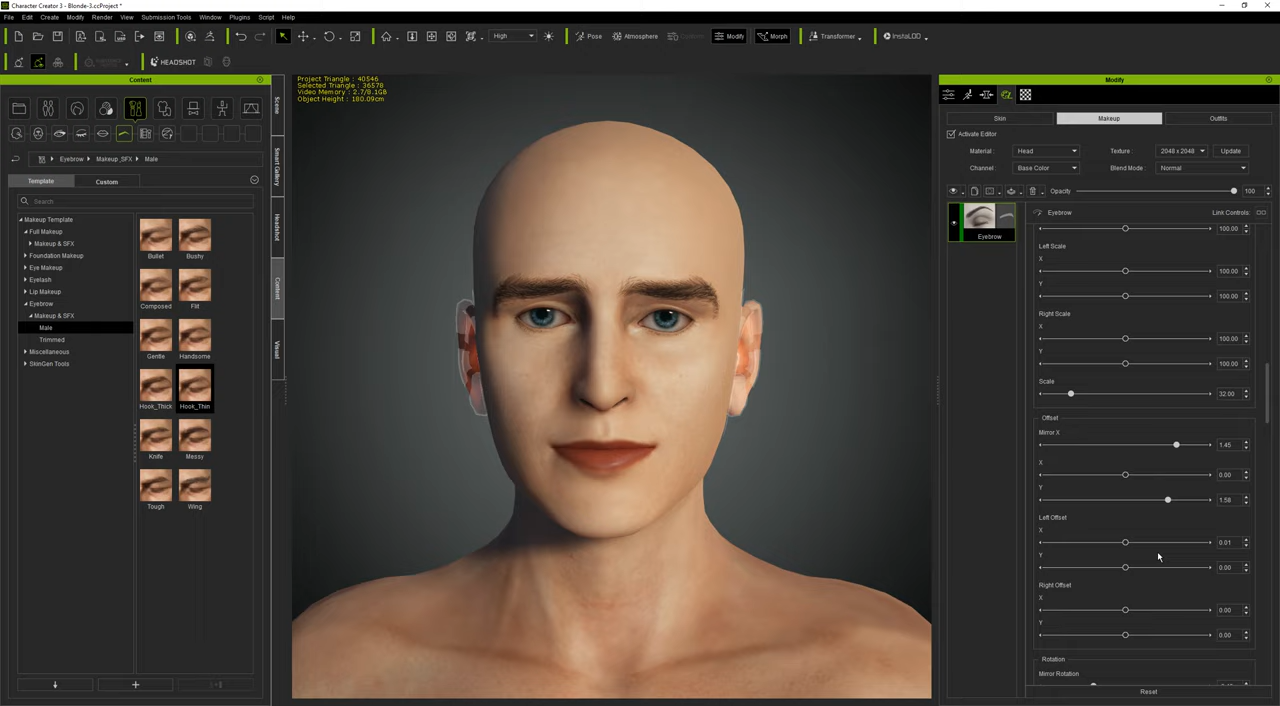 Character Creator 3 - Blonde-3.ccProject *
File Edit Create Modify Render View Submission Tools Window Plugins Script Help
High Pose Atmosphere Modify Morph Transformer InstaLOD
HEADSHOT
Content
Eyebrow Makeup_SFX Male
Template Custom
Search
Makeup Template
Full Makeup
Makeup & SFX
Foundation Makeup
Eye Makeup
Eyelash
Lip Makeup
Eyebrow
Makeup & SFX
Male
Trimmed
Miscellaneous
SkinGen Tools
Bullet Bushy
Composed Flit
Gentle Handsome
Hook_Thick Hook_Thin
Knife Messy
Tough Wing
Scene
Smart Gallery
Headshot
Content
Visual
Project Triangle : 40546
Selected Triangle : 36578
Video Memory : 2.7/8.1GB
Object Height : 180.09cm
Modify
Skin Makeup Outfits
Activate Editor
Material : Head Texture : 2048 x 2048 Update
Channel : Base Color Blend Mode : Normal
Opacity 100
Eyebrow
Eyebrow Link Controls:
100.00
Left Scale
X
100.00
Y
100.00
Right Scale
X
100.00
Y
100.00
Scale
32.00
Offset
Mirror X
1.45
X
0.00
Y
1.58
Left Offset
X
0.01
Y
0.00
Right Offset
X
0.00
Y
0.00
Rotation
Mirror Rotation
Reset